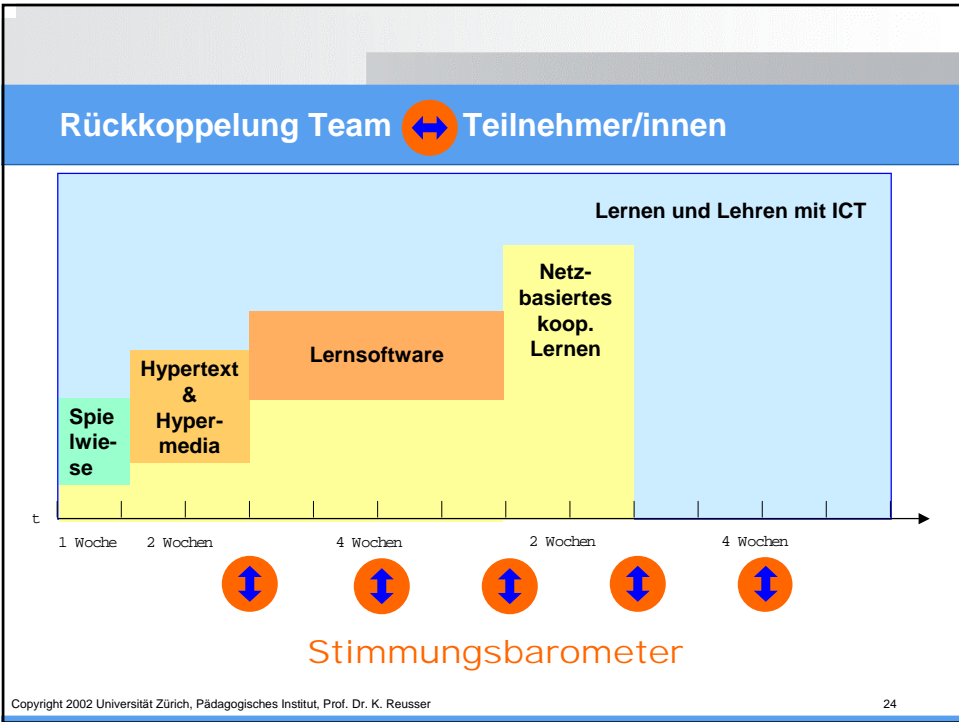 Rückkoppelung Team Teilnehmer/innen
Lernen und Lehren mit ICT
Netz-
basiertes
koop.
Lernen
Lernsoftware
Hypertext
&
Hyper-
media
Spie
lwie-
se
t
1 Woche 2 Wochen 4 Wochen 2 Wochen 4 Wochen
Stimmungsbarometer
Copyright 2002 Universität Zürich, Pädagogisches Institut, Prof. Dr. K. Reusser 24